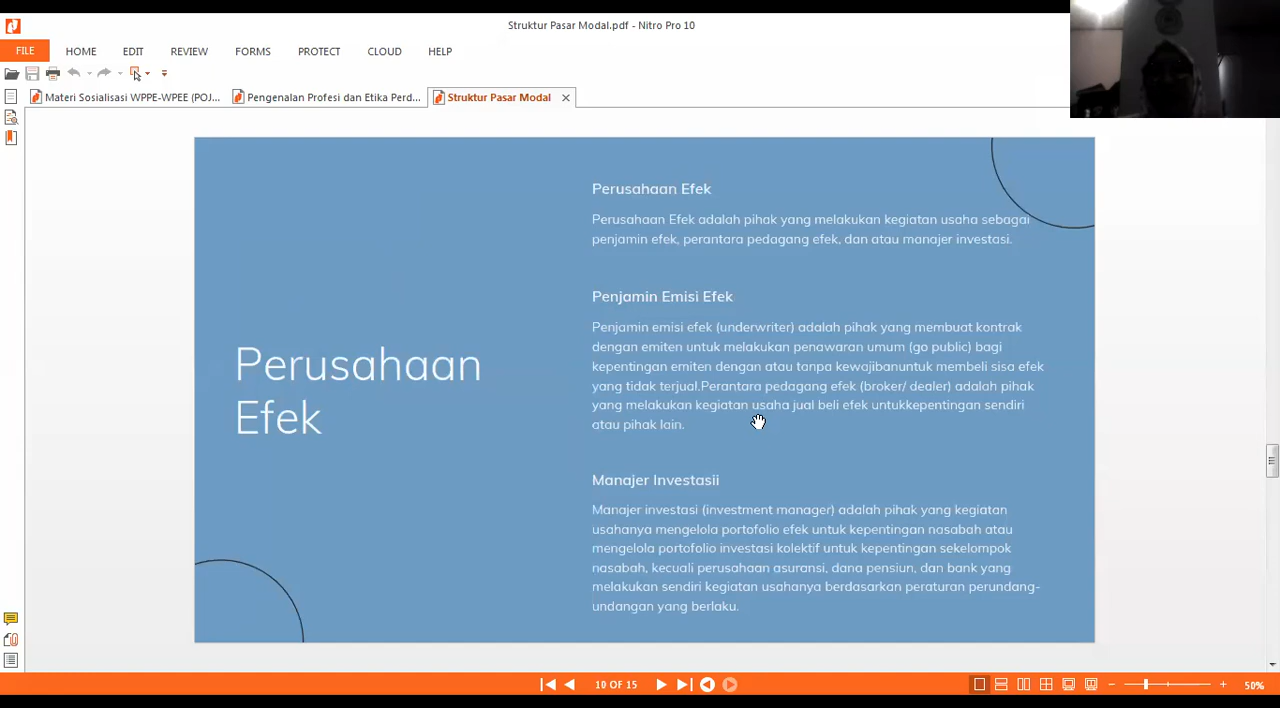 Struktur Pasar Modal.pdf - Nitro Pro 10
FILE HOME EDIT REVIEW FORMS PROTECT CLOUD HELP
Materi Sosialisasi WPPE-WPEE (POJ... Pengenalan Profesi dan Etika Perd... Struktur Pasar Modal
Perusahaan
Efek
Perusahaan Efek
Perusahaan Efek adalah pihak yang melakukan kegiatan usaha sebagai
penjamin efek, perantara pedagang efek, dan atau manajer investasi.
Penjamin Emisi Efek
Penjamin emisi efek (underwriter) adalah pihak yang membuat kontrak
dengan emiten untuk melakukan penawaran umum (go public) bagi
kepentingan emiten dengan atau tanpa kewajibanuntuk membeli sisa efek
yang tidak terjual.Perantara pedagang efek (broker/ dealer) adalah pihak
yang melakukan kegiatan usaha jual beli efek untukkepentingan sendiri
atau pihak lain.
Manajer Investasii
Manajer investasi (investment manager) adalah pihak yang kegiatan
usahanya mengelola portofolio efek untuk kepentingan nasabah atau
mengelola portofolio investasi kolektif untuk kepentingan sekelompok
nasabah, kecuali perusahaan asuransi, dana pensiun, dan bank yang
melakukan sendiri kegiatan usahanya berdasarkan peraturan perundang-
undangan yang berlaku.
10 OF 15
50%